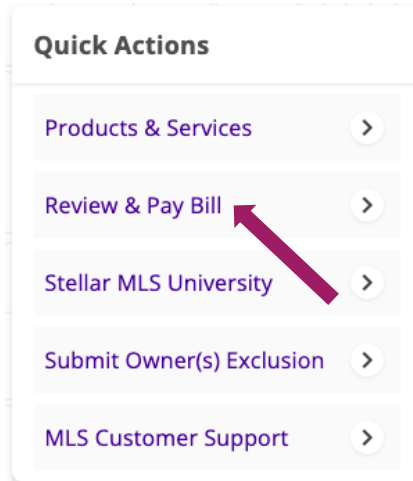 Quick Actions
Products & Services
Review & Pay Bill
Stellar MLS University
Submit Owner(s) Exclusion
MLS Customer Support